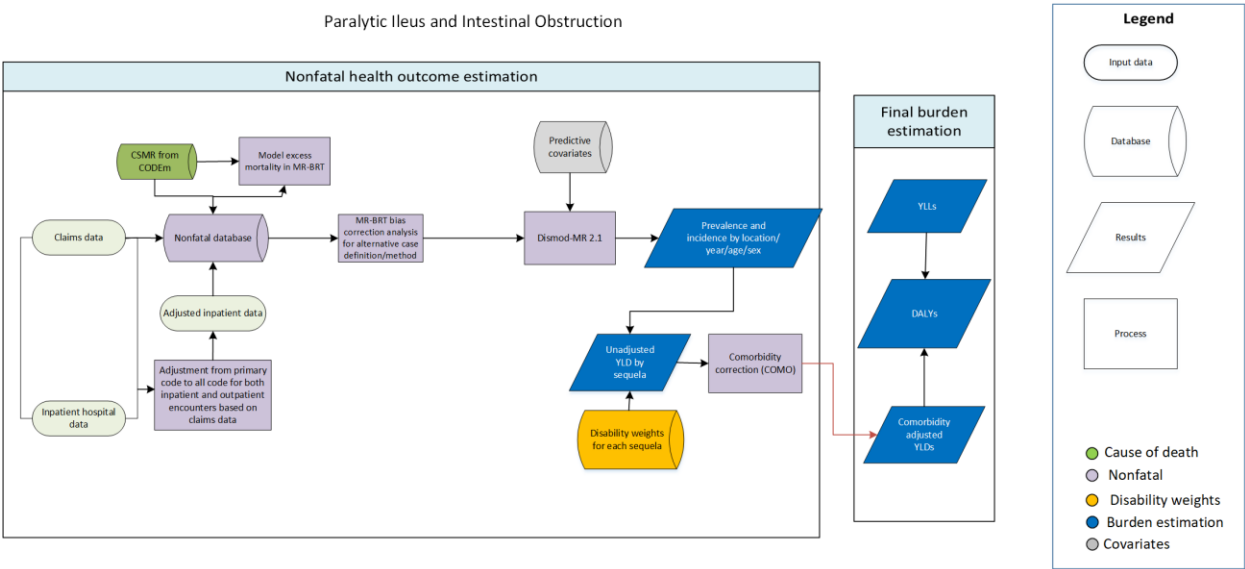 Paralytic Ileus and Intestinal Obstruction
Nonfatal health outcome estimation
CSMR from
CODEm
Model excess
mortality in MR-BRT
Predictive
covariates
Claims data
Nonfatal database
MR-BRT bias
correction analysis
for alternative case
definition/method
Dismod-MR 2.1
Prevalence and
incidence by location/
year/age/sex
Adjusted inpatient data
Adjustment from primary
code to all code for both
inpatient and outpatient
encounters based on
claims data
Inpatient hospital
data
Unadjusted
YLD by
sequela
Comorbidity
correction (COMO)
Disability weights
for each sequela
Final burden
estimation
YLLs
DALYs
Comorbidity
adjusted
YLDs
Legend
Input data
Database
Results
Process
Cause of death
Nonfatal
Disability weights
Burden estimation
Covariates